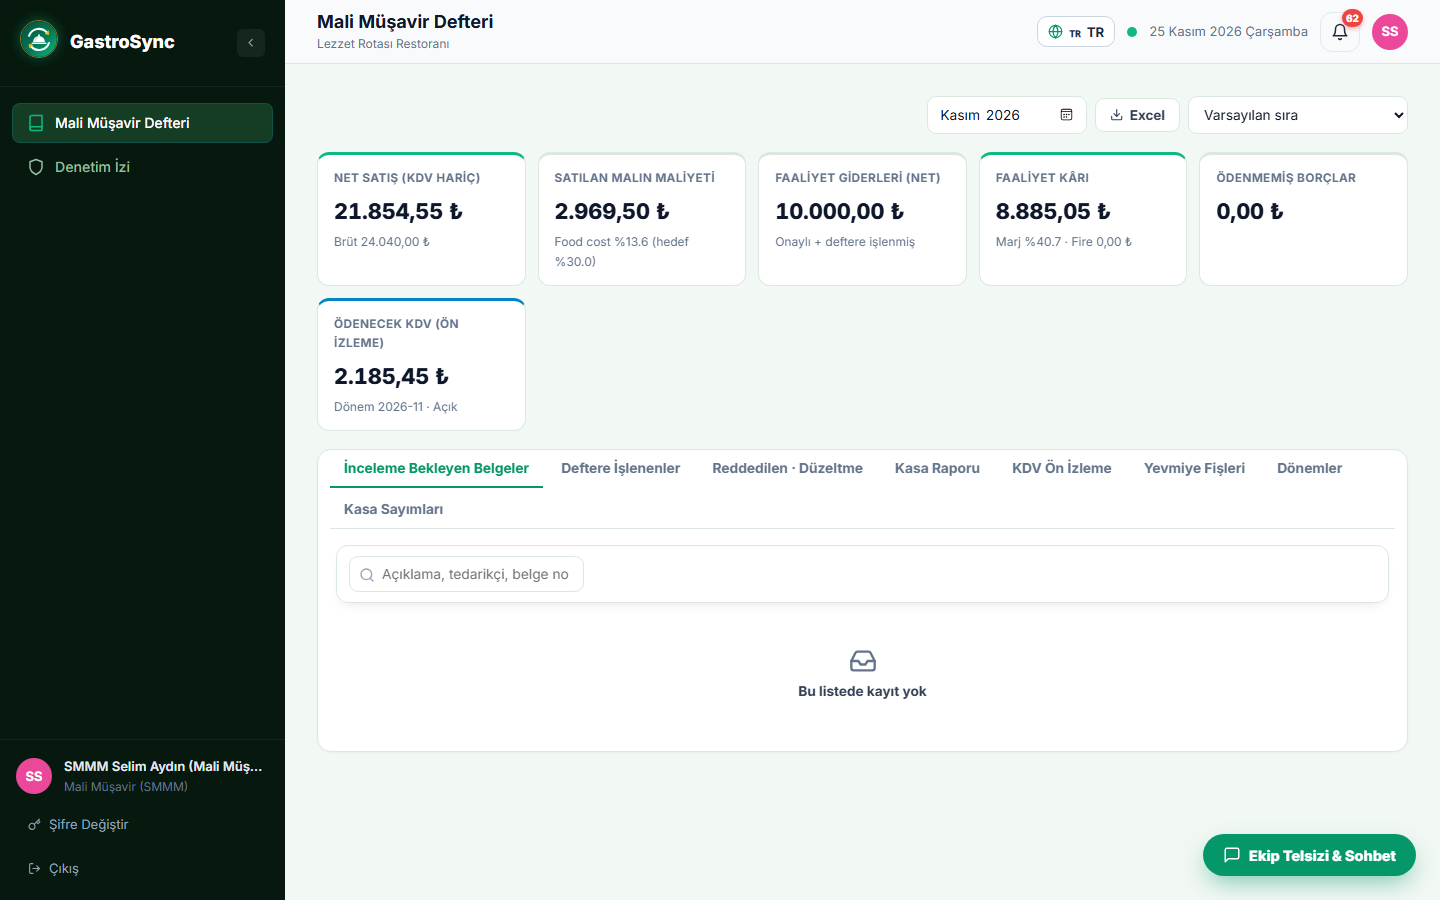 GastroSync
Mali Müşavir Defteri
Denetim İzi
SS
SMMM Selim Aydın (Mali Müş...
Mali Müşavir (SMMM)
Şifre Değiştir
Çıkış
Mali Müşavir Defteri
Lezzet Rotası Restoranı
TR TR
25 Kasım 2026 Çarşamba
62
SS
Kasım 2026
Excel
Varsayılan sıra
NET SATIŞ (KDV HARİÇ)
21.854,55 ₺
Brüt 24.040,00 ₺
SATILAN MALIN MALİYETİ
2.969,50 ₺
Food cost %13.6 (hedef
%30.0)
FAALİYET GİDERLERİ (NET)
10.000,00 ₺
Onaylı + deftere işlenmiş
FAALİYET KÂRI
8.885,05 ₺
Marj %40.7 · Fire 0,00 ₺
ÖDENMEMİŞ BORÇLAR
0,00 ₺
ÖDENECEK KDV (ÖN
İZLEME)
2.185,45 ₺
Dönem 2026-11 · Açık
İnceleme Bekleyen Belgeler
Deftere İşlenenler
Reddedilen · Düzeltme
Kasa Raporu
KDV Ön İzleme
Yevmiye Fişleri
Dönemler
Kasa Sayımları
Açıklama, tedarikçi, belge no
Bu listede kayıt yok
Ekip Telsizi & Sohbet